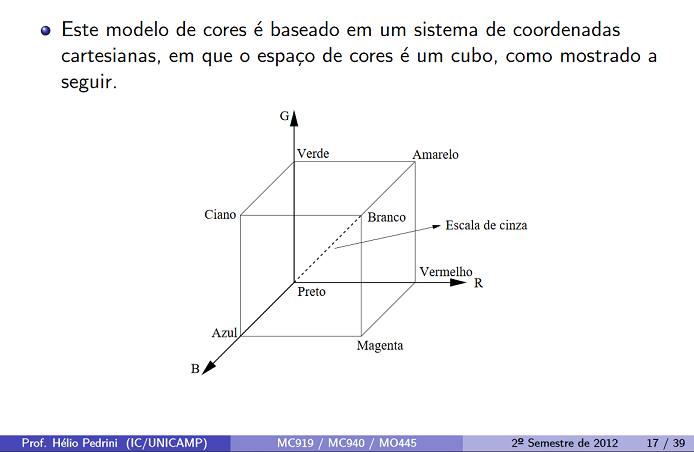 Este modelo de cores é baseado em um sistema de coordenadas
cartesianas, em que o espaço de cores é um cubo, como mostrado a
seguir.
G
Verde
Amarelo
Ciano
Branco
Escala de cinza
Vermelho
R
Preto
Azul
Magenta
B
Prof. Hélio Pedrini (IC/UNICAMP) MC919 / MC940 / MO445 2º Semestre de 2012 17 / 39